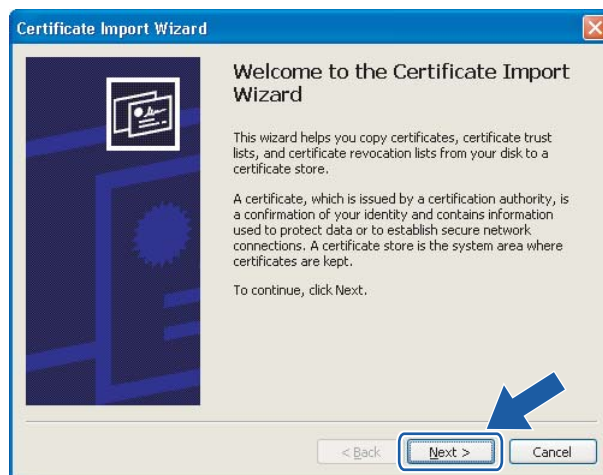 Certificate Import Wizard
Welcome to the Certificate Import
Wizard
This wizard helps you copy certificates, certificate trust
lists, and certificate revocation lists from your disk to a
certificate store.
A certificate, which is issued by a certification authority, is
a confirmation of your identity and contains information
used to protect data or to establish secure network
connections. A certificate store is the system area where
certificates are kept.
To continue, click Next.
< Back Next > Cancel